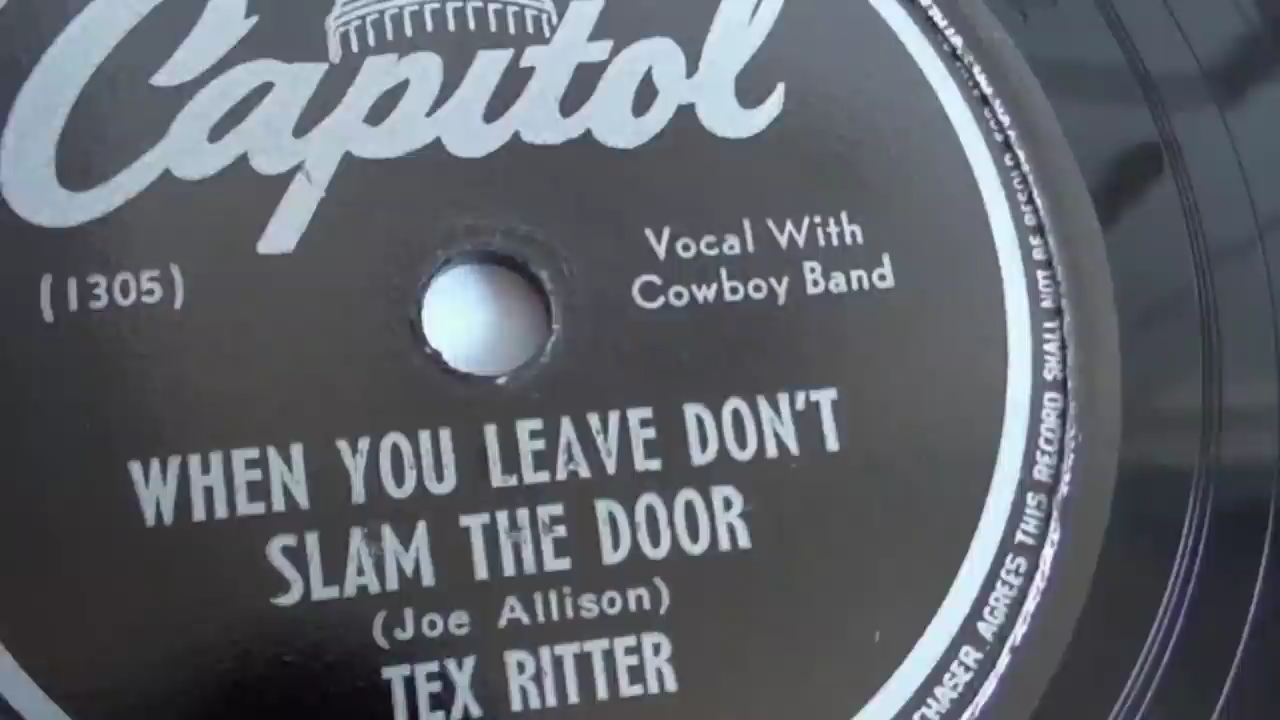 Capitol
(1305)
Vocal With
Cowboy Band
WHEN YOU LEAVE DON'T
SLAM THE DOOR
(Joe Allison)
TEX RITTER
CHASER AGREES THIS RECORD SHALL NOT BE